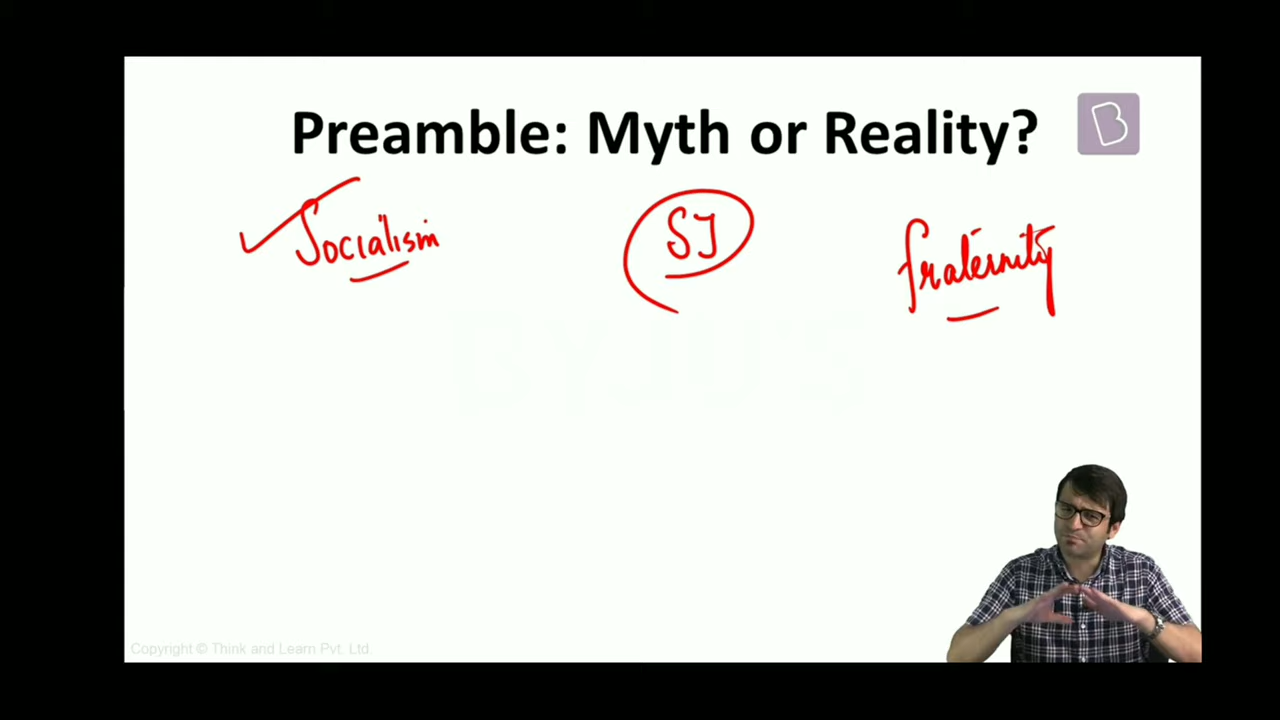 Preamble: Myth or Reality?
B
Socialism
SJ
fraternity
Copyright © Think and Learn Pvt. Ltd.